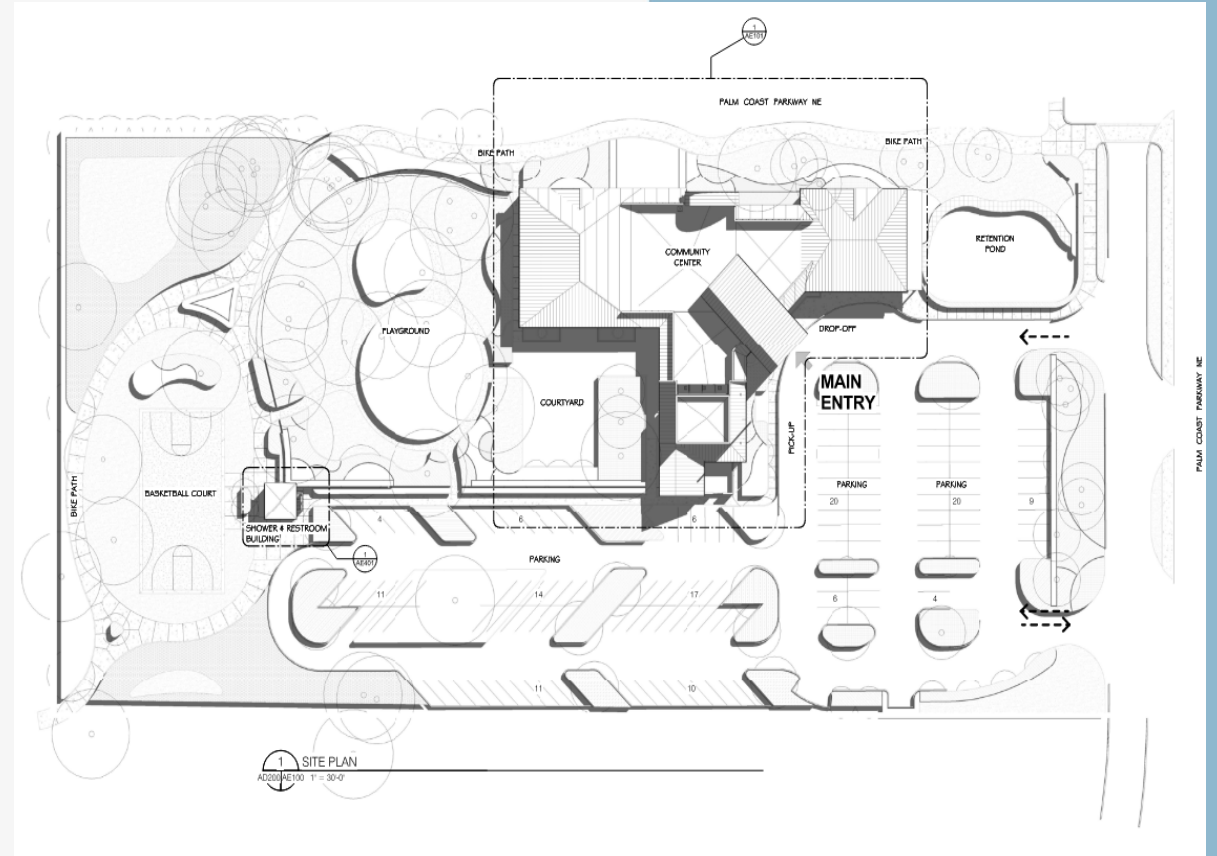 1
AE101
PALM COAST PARKWAY NE
BIKE PATH
BIKE PATH
COMMUNITY
CENTER
RETENTION
POND
PLAYGROUND
DROP-OFF
MAIN
ENTRY
COURTYARD
PICK-UP
PALM COAST PARKWAY NE
BIKE PATH
BASKETBALL COURT
PARKING
20
PARKING
20
9
SHOWER & RESTROOM
BUILDING
4
6
6
1
AE401
PARKING
11
14
17
6
4
11
10
1
SITE PLAN
AD200 AE100 1" = 30'-0"